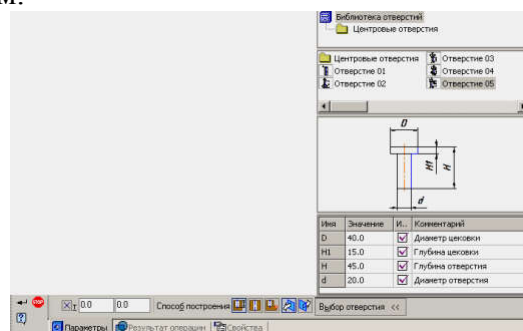 м.
Библиотека отверстий
Центровые отверстия
Центровые отверстия Отверстие 03
Отверстие 01 Отверстие 04
Отверстие 02 Отверстие 05
D
H1
H
d
Имя Значение И... Комментарий
D 40.0 Диаметр цековки
H1 15.0 Глубина цековки
H 45.0 Глубина отверстия
d 20.0 Диаметр отверстия
STOP т 0.0 0.0 Способ построения Выбор отверстия <<
Параметры Результат операции Свойства